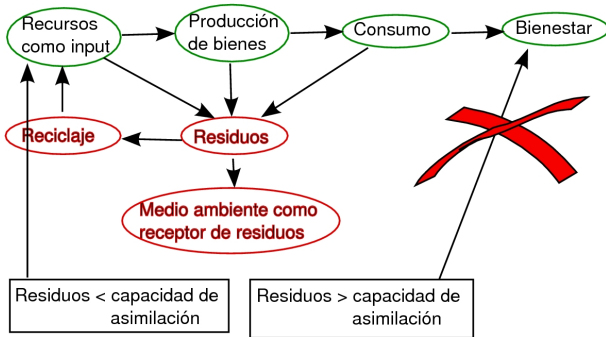 Recursos
como input
Producción
de bienes
Consumo
Bienestar
Reciclaje
Residuos
Medio ambiente como
receptor de residuos
Residuos < capacidad de
asimilación
Residuos > capacidad de
asimilación